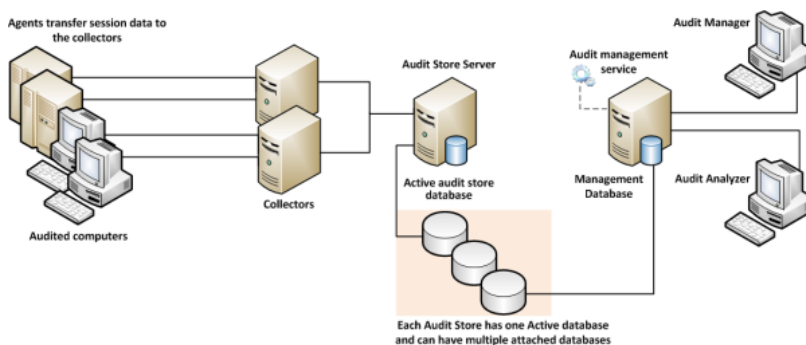 Agents transfer session data to
the collectors
Audited computers
Collectors
Audit Store Server
Active audit store
database
Each Audit Store has one Active database
and can have multiple attached databases
Audit management
service
Management
Database
Audit Manager
Audit Analyzer